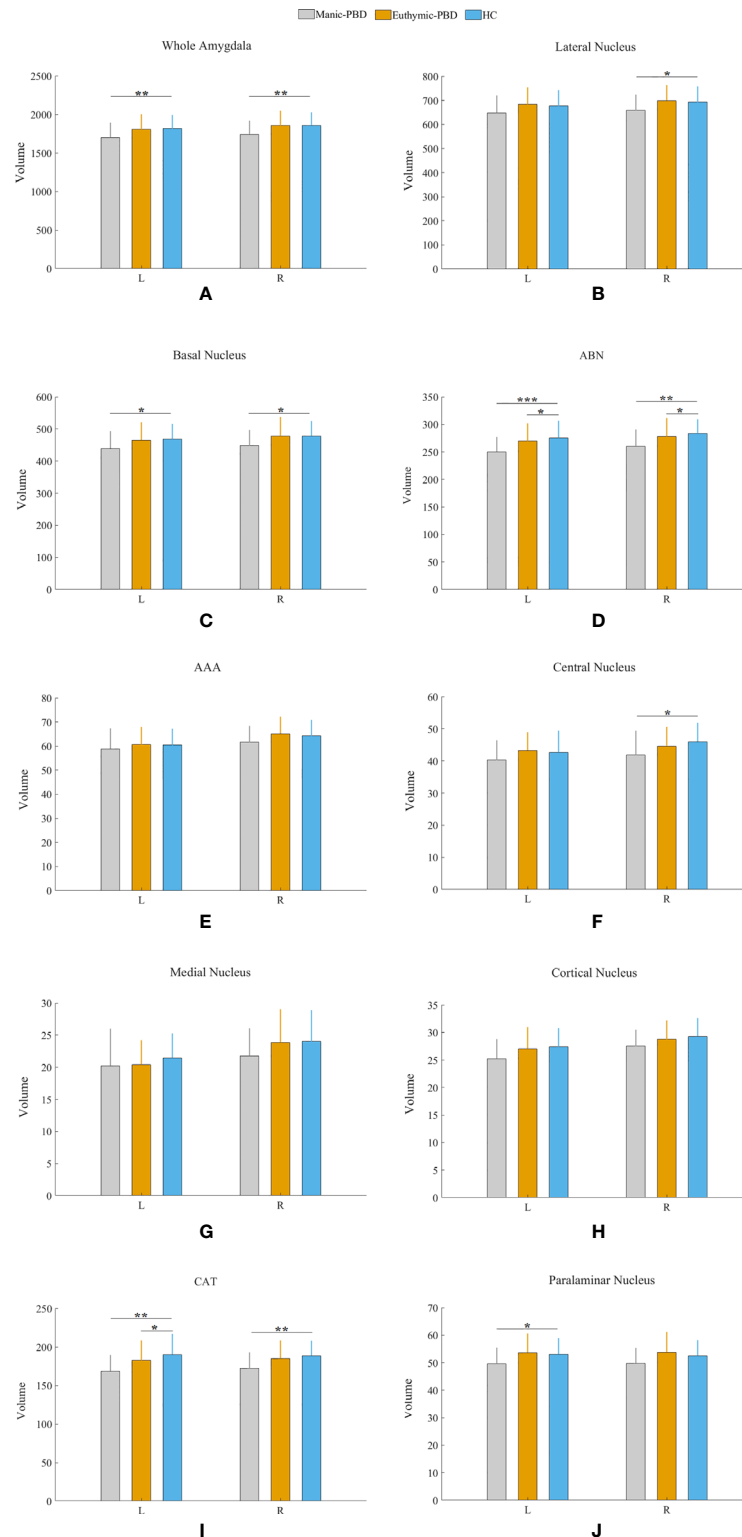 Manic-PBD Euthymic-PBD HC
Whole Amygdala
2500
2000
1500
1000
500
0
Volume
**
**
L R
A
Lateral Nucleus
800
700
600
500
400
300
200
100
0
Volume
*
L R
B
Basal Nucleus
600
500
400
300
200
100
0
Volume
*
*
L R
C
ABN
350
300
250
200
150
100
50
0
Volume
***
*
**
*
L R
D
AAA
80
70
60
50
40
30
20
10
0
Volume
L R
E
Central Nucleus
60
50
40
30
20
10
0
Volume
*
L R
F
Medial Nucleus
30
25
20
15
10
5
0
Volume
L R
G
Cortical Nucleus
35
30
25
20
15
10
5
0
Volume
L R
H
CAT
250
200
150
100
50
0
Volume
**
*
**
L R
I
Paralaminar Nucleus
70
60
50
40
30
20
10
0
Volume
*
L R
J